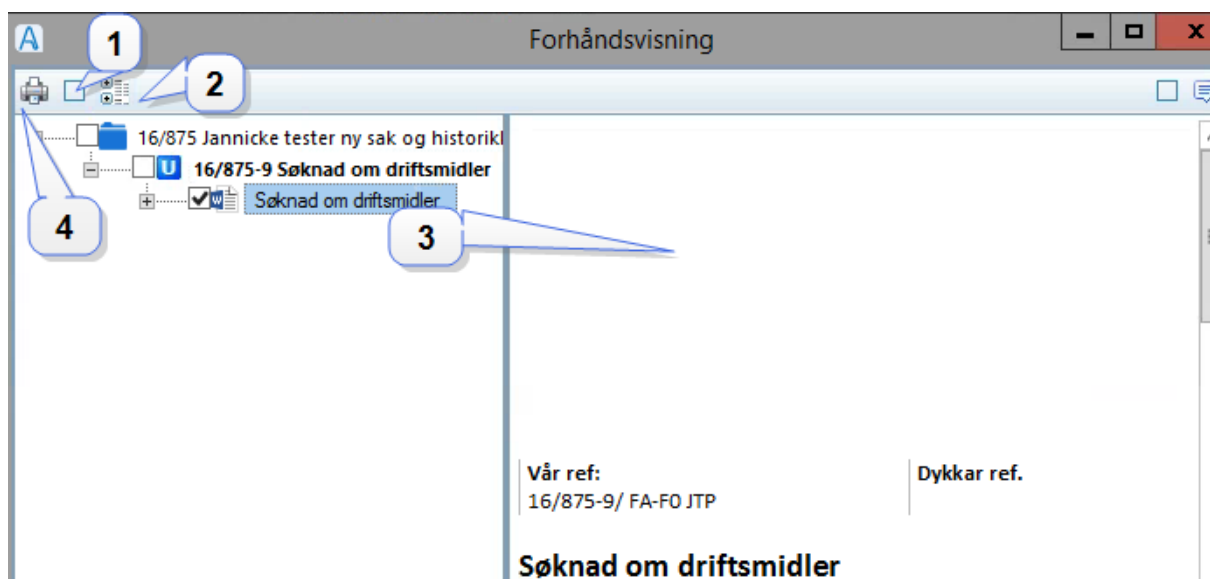 Forhåndsvisning
1
2
16/875 Jannicke tester ny sak og historikl
16/875-9 Søknad om driftsmidler
Søknad om driftsmidler
4
3
Vår ref:
Dykkar ref.
16/875-9/ FA-F0 JTP
Søknad om driftsmidler